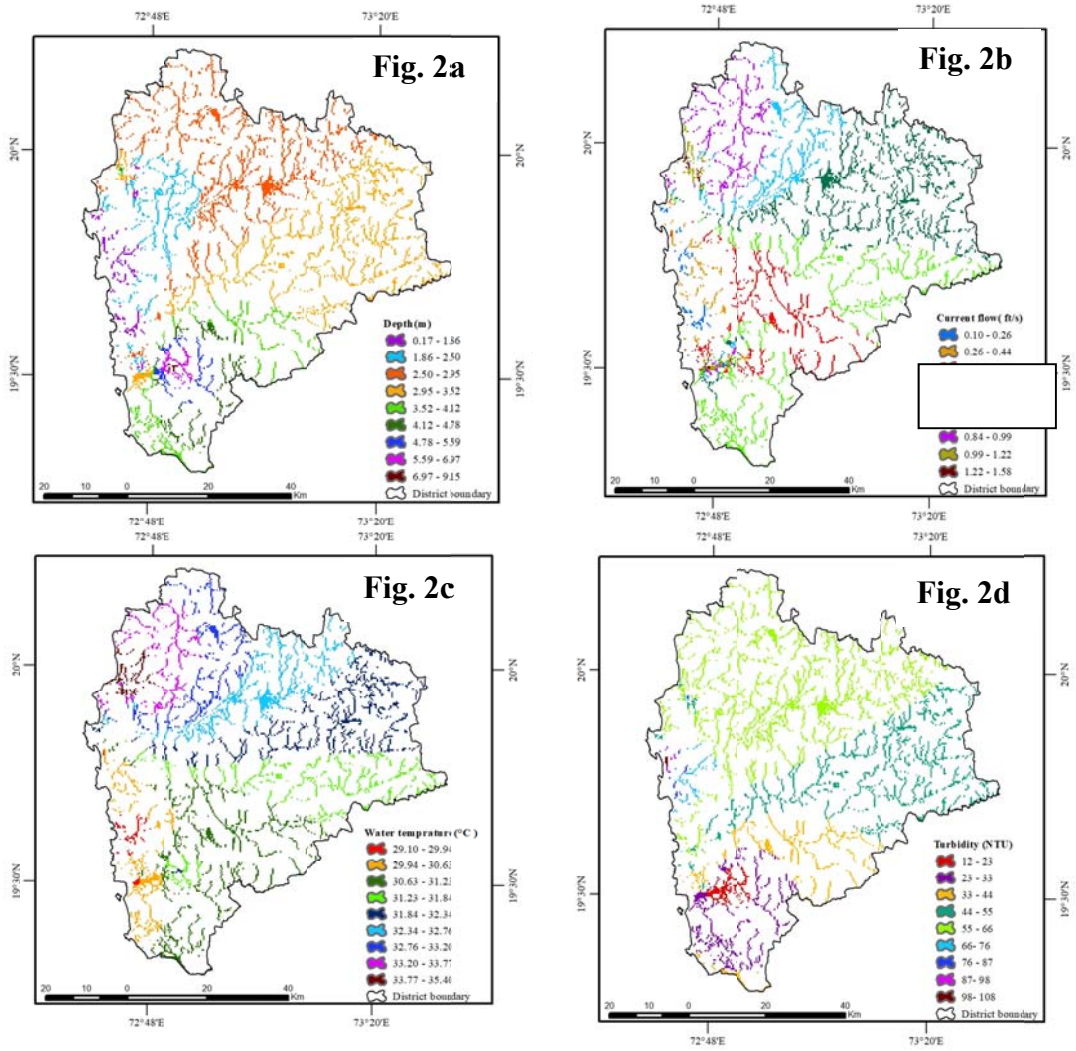 72°48'E 73°20'E
Fig. 2a
20°N 20°N
19°30'N 19°30'N
Depth(m)
0.17 - 1.86
1.86 - 2.50
2.50 - 2.95
2.95 - 3.52
3.52 - 4.12
4.12 - 4.78
4.78 - 5.59
5.59 - 6.97
6.97 - 9.15
District boundary
20 10 0 20 40
Km
72°48'E 73°20'E
72°48'E 73°20'E
Fig. 2b
20°N 20°N
19°30'N 19°30'N
Current flow( ft/s)
0.10 - 0.26
0.26 - 0.44
0.84 - 0.99
0.99 - 1.22
1.22 - 1.58
District boundary
20 10 0 20 40
Km
72°48'E 73°20'E
72°48'E 73°20'E
Fig. 2c
20°N 20°N
19°30'N 19°30'N
Water temprature (°C )
29.10 - 29.94
29.94 - 30.63
30.63 - 31.23
31.23 - 31.84
31.84 - 32.34
32.34 - 32.76
32.76 - 33.20
33.20 - 33.77
33.77 - 35.40
District boundary
20 10 0 20 40
Km
72°48'E 73°20'E
72°48'E 73°20'E
Fig. 2d
20°N 20°N
19°30'N 19°30'N
Turbidity (NTU)
12 - 23
23 - 33
33 - 44
44 - 55
55 - 66
66- 76
76 - 87
87- 98
98- 108
District boundary
20 10 0 20 40
Km
72°48'E 73°20'E